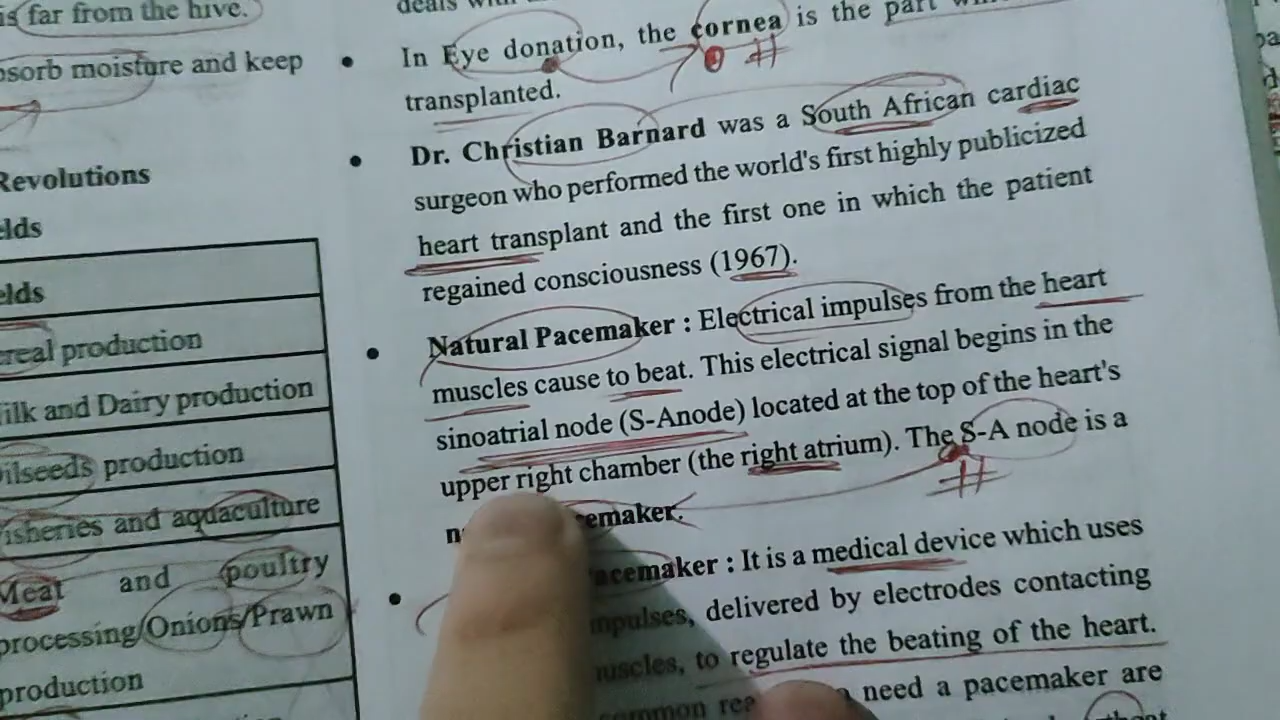 is far from the hive.
absorb moisture and keep
Revolutions
elds
elds
ereal production
ilk and Dairy production
oilseeds production
isheries and aquaculture
Meat and poultry
processing/Onions/Prawn
production
deals
In Eye donation, the cornea is the part
transplanted.
Dr. Christian Barnard was a South African cardiac
surgeon who performed the world's first highly publicized
heart transplant and the first one in which the patient
regained consciousness (1967).
Natural Pacemaker : Electrical impulses from the heart
muscles cause to beat. This electrical signal begins in the
sinoatrial node (S-Anode) located at the top of the heart's
upper right chamber (the right atrium). The S-A node is a
emaker.
acemaker : It is a medical device which uses
mpulses, delivered by electrodes contacting
uscles, to regulate the beating of the heart.
common need a pacemaker are